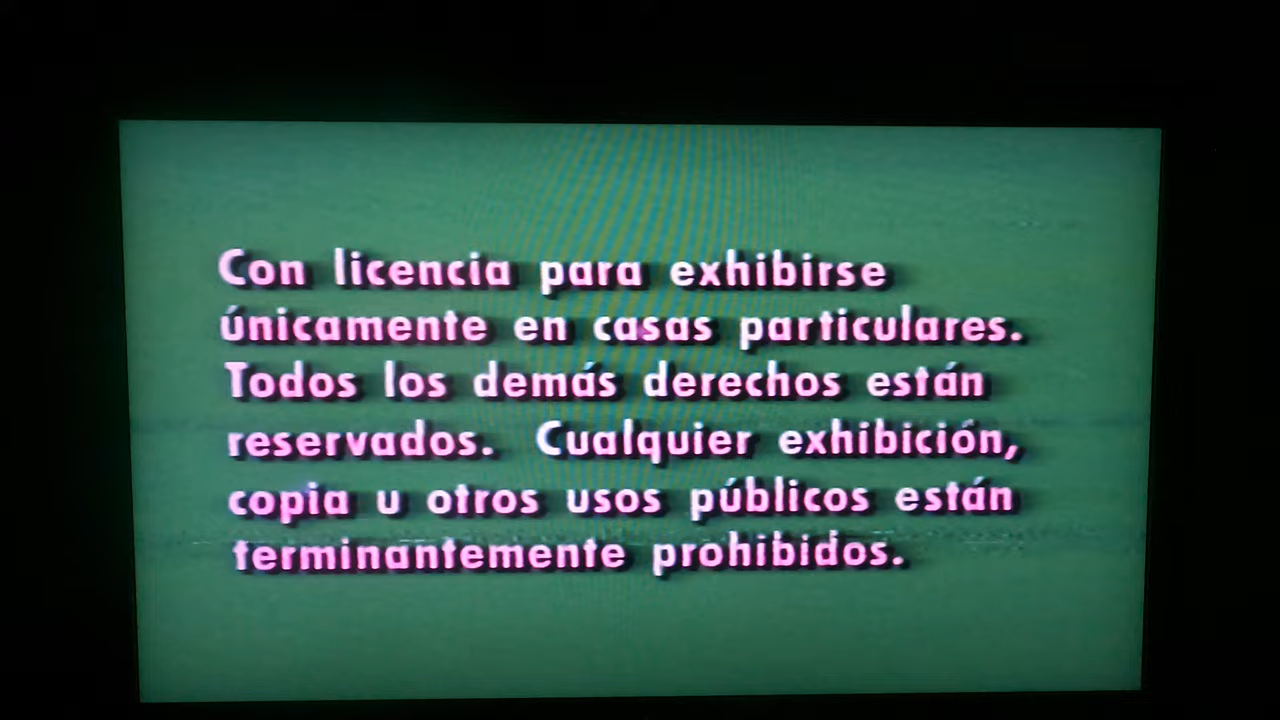 Con licencia para exhibirse
únicamente en casas particulares.
Todos los demás derechos están
reservados. Cualquier exhibición,
copia u otros usos públicos están
terminantemente prohibidos.